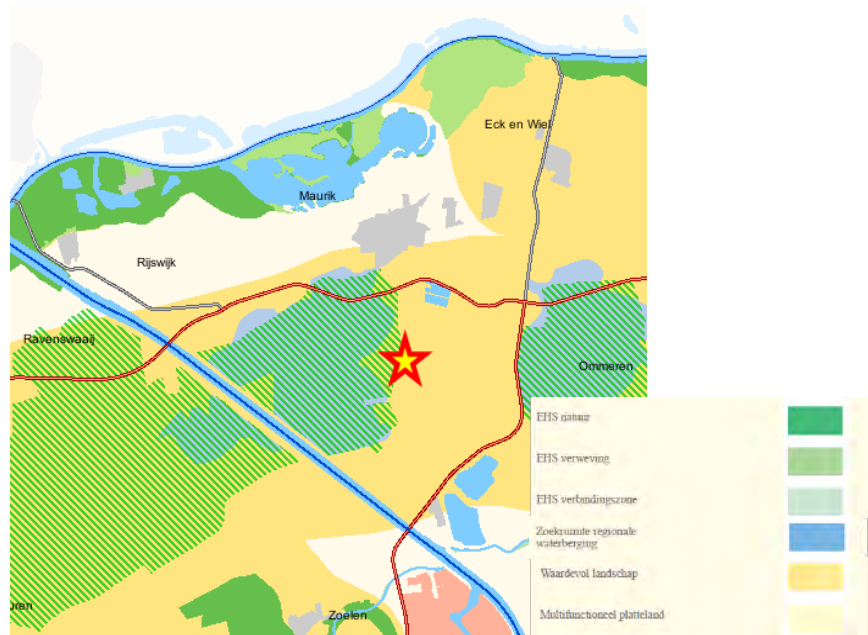 Eck en Wiel
Maurik
Rijswijk
Ravenswaaij
Ommeren
EHS natuur
EHS verweving
EHS verbindingszone
Zoekruimte regionale
waterberging
Waardevol landschap
Multifunctioneel platteland
uren
Zoelen